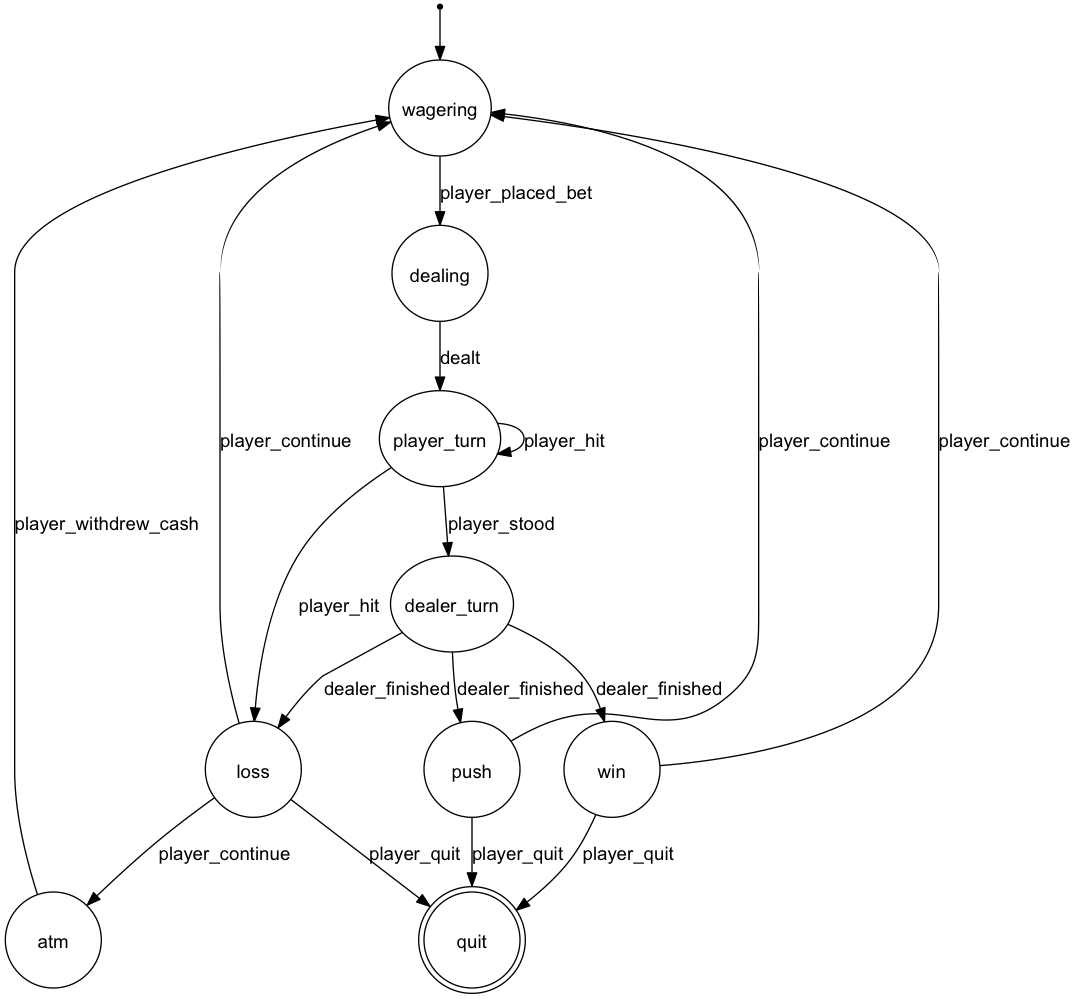 wagering
player_placed_bet
dealing
dealt
player_turn
player_hit
player_continue
player_continue
player_continue
player_withdrew_cash
player_stood
player_hit
dealer_turn
dealer_finished
dealer_finished
dealer_finished
loss
push
win
player_continue
player_quit
player_quit
player_quit
atm
quit